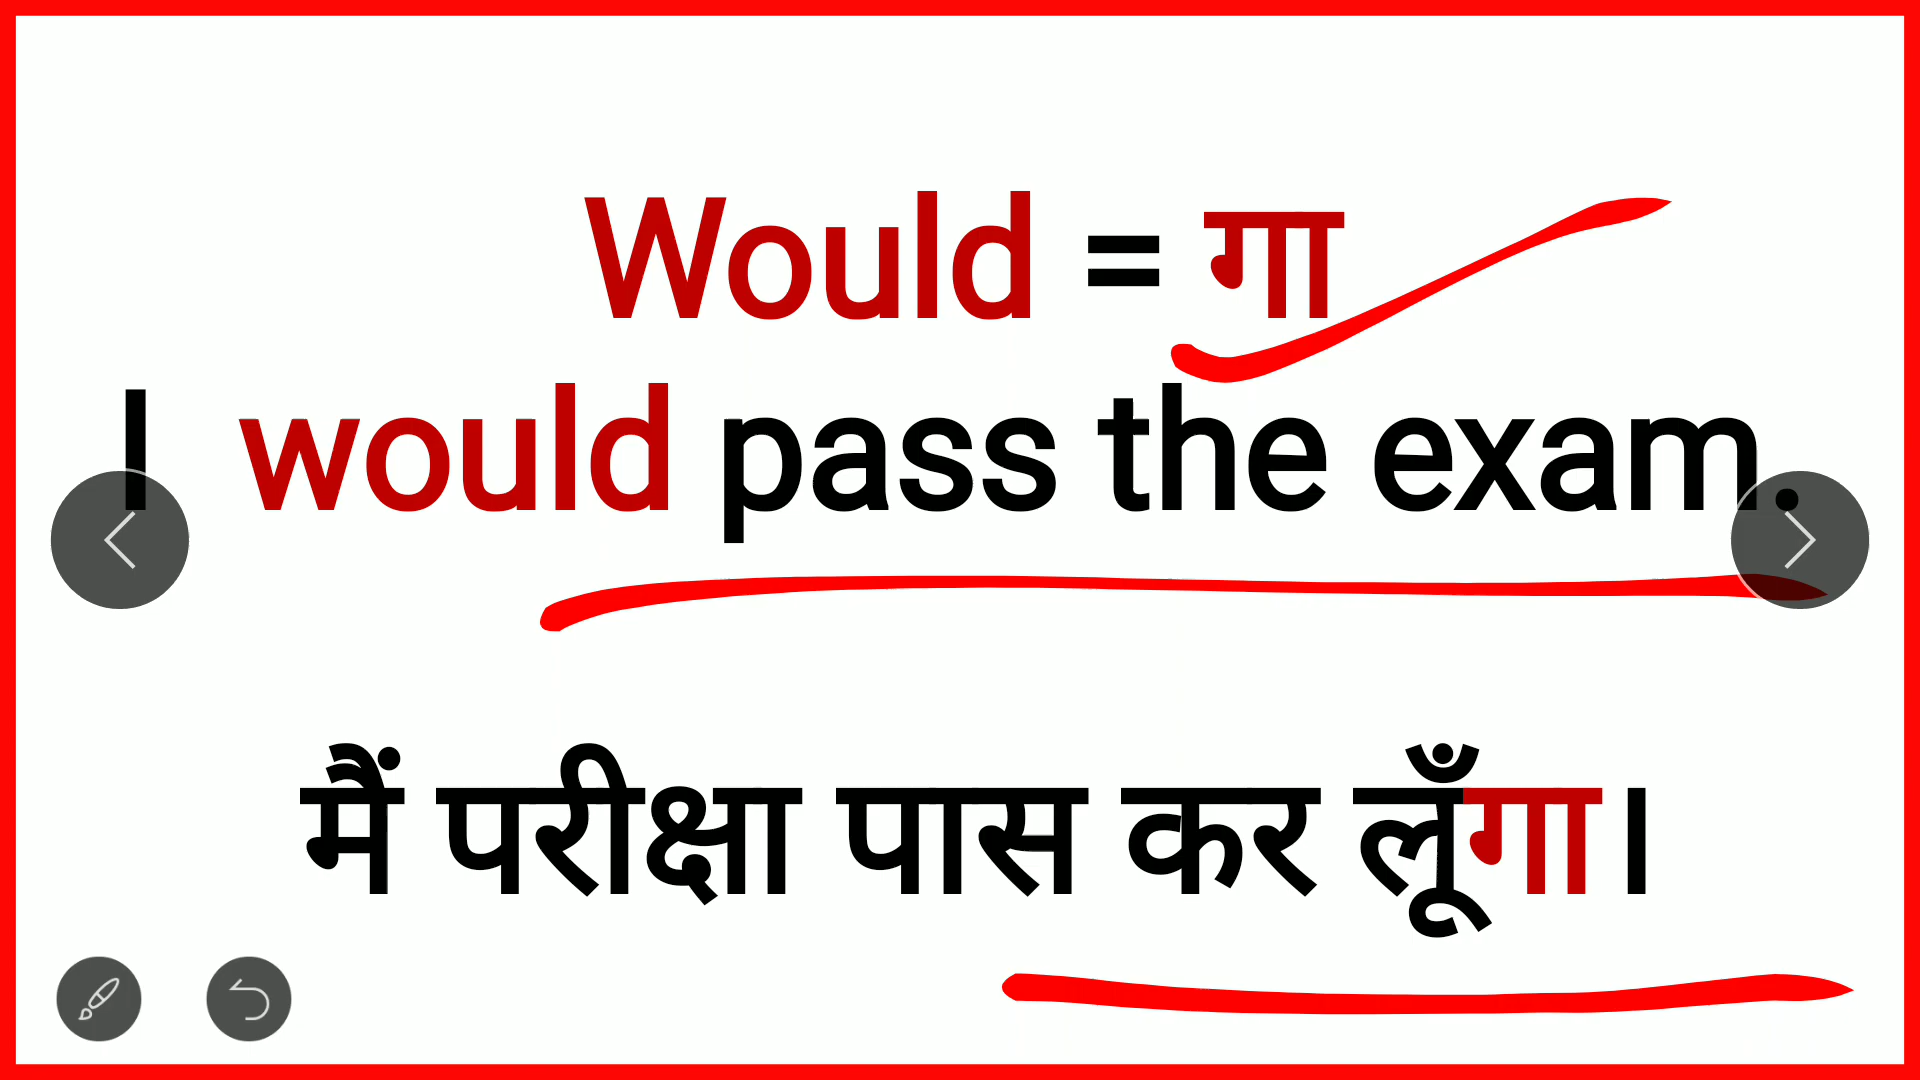 Would = गा
I would pass the exam.
मैं परीक्षा पास कर लूँगा।